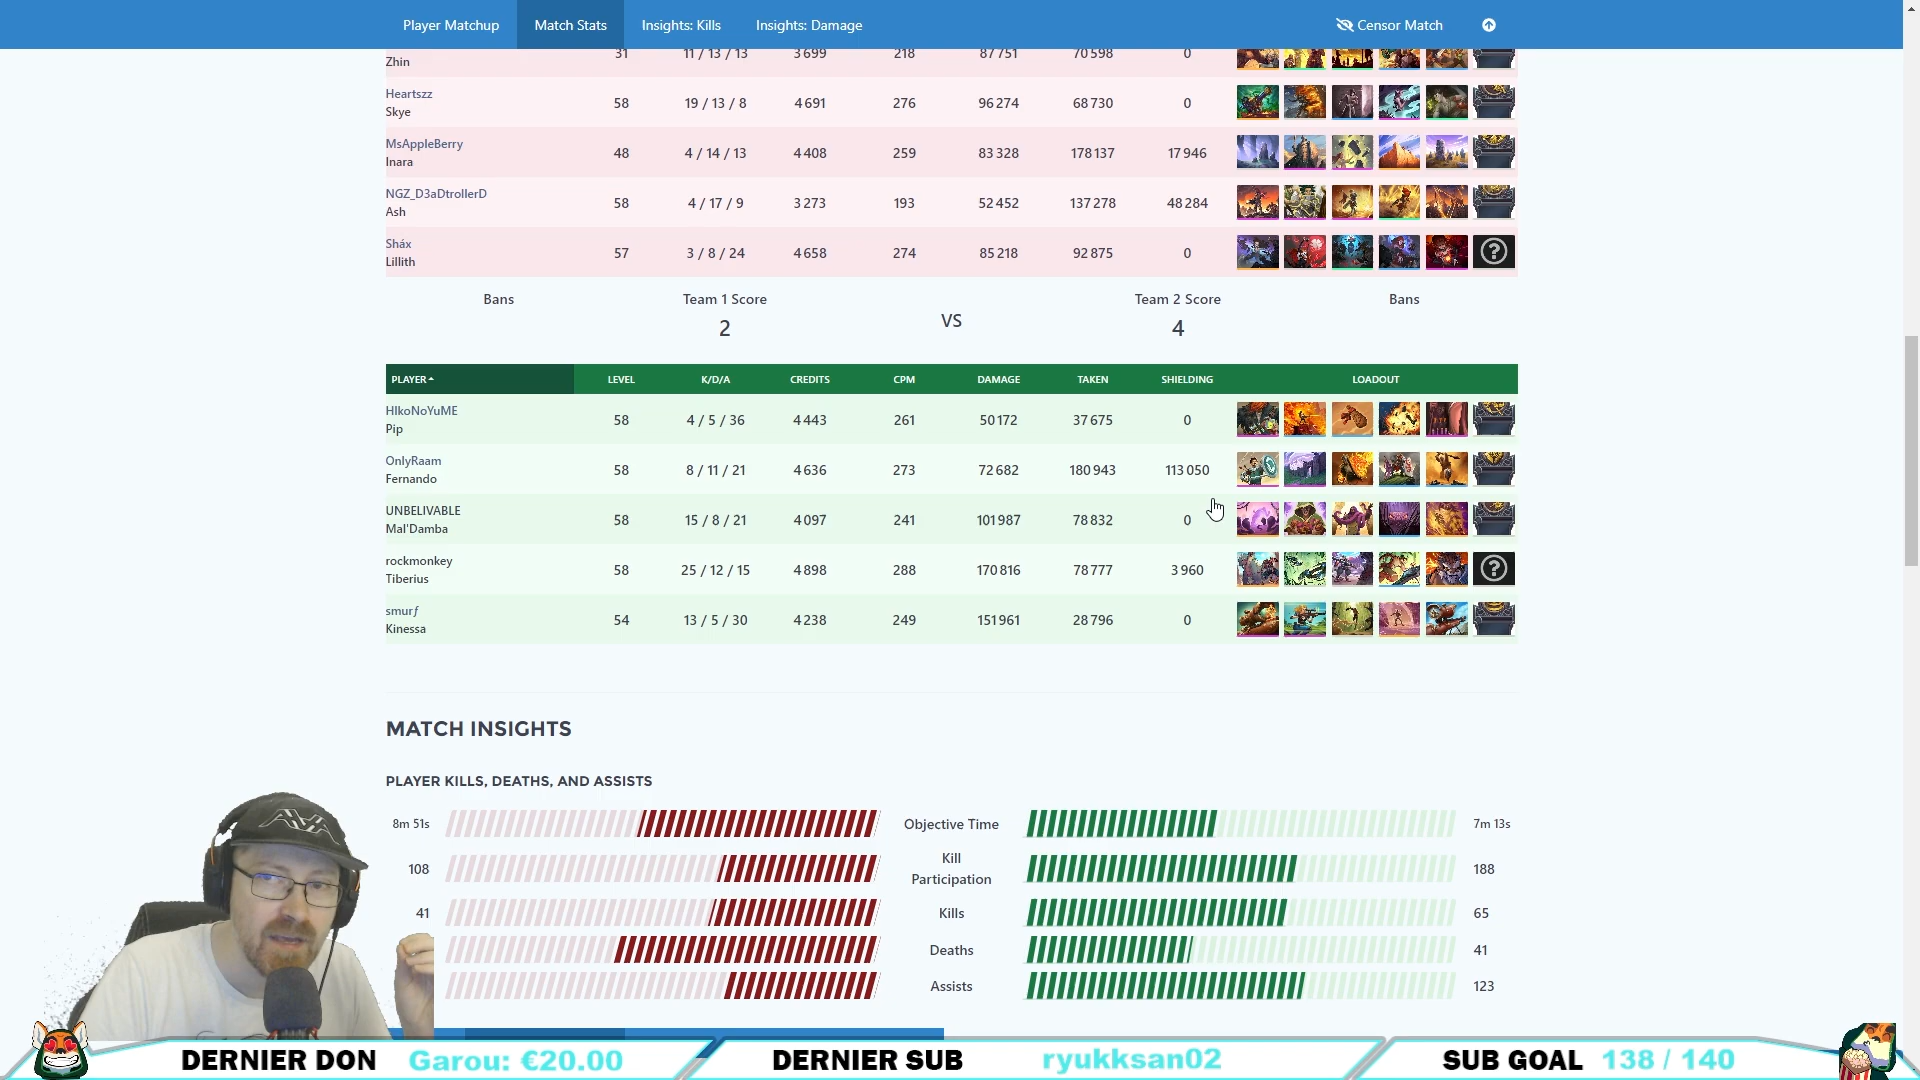 Player Matchup Match Stats Insights: Kills Insights: Damage Censor Match
Zhin 31 11 / 13 / 13 3 699 218 87 751 70 598 0
Heartszz
Skye 58 19 / 13 / 8 4 691 276 96 274 68 730 0
MsAppleBerry
Inara 48 4 / 14 / 13 4 408 259 83 328 178 137 17 946
NGZ_D3aDtrollerD
Ash 58 4 / 17 / 9 3 273 193 52 452 137 278 48 284
Sháx
Lillith 57 3 / 8 / 24 4 658 274 85 218 92 875 0 ?
Bans Team 1 Score Team 2 Score Bans
2 VS 4
PLAYER LEVEL K/D/A CREDITS CPM DAMAGE TAKEN SHIELDING LOADOUT
HIkoNoYuME
Pip 58 4 / 5 / 36 4 443 261 50 172 37 675 0
OnlyRaam
Fernando 58 8 / 11 / 21 4 636 273 72 682 180 943 113 050
UNBELIVABLE
Mal'Damba 58 15 / 8 / 21 4 097 241 101 987 78 832 0
rockmonkey
Tiberius 58 25 / 12 / 15 4 898 288 170 816 78 777 3 960 ?
smurƒ
Kinessa 54 13 / 5 / 30 4 238 249 151 961 28 796 0
MATCH INSIGHTS
PLAYER KILLS, DEATHS, AND ASSISTS
8m 51s Objective Time 7m 13s
108 Kill Participation 188
41 Kills 65
Deaths 41
Assists 123
DERNIER DON Garou: €20.00 DERNIER SUB ryukksan02 SUB GOAL 138 / 140